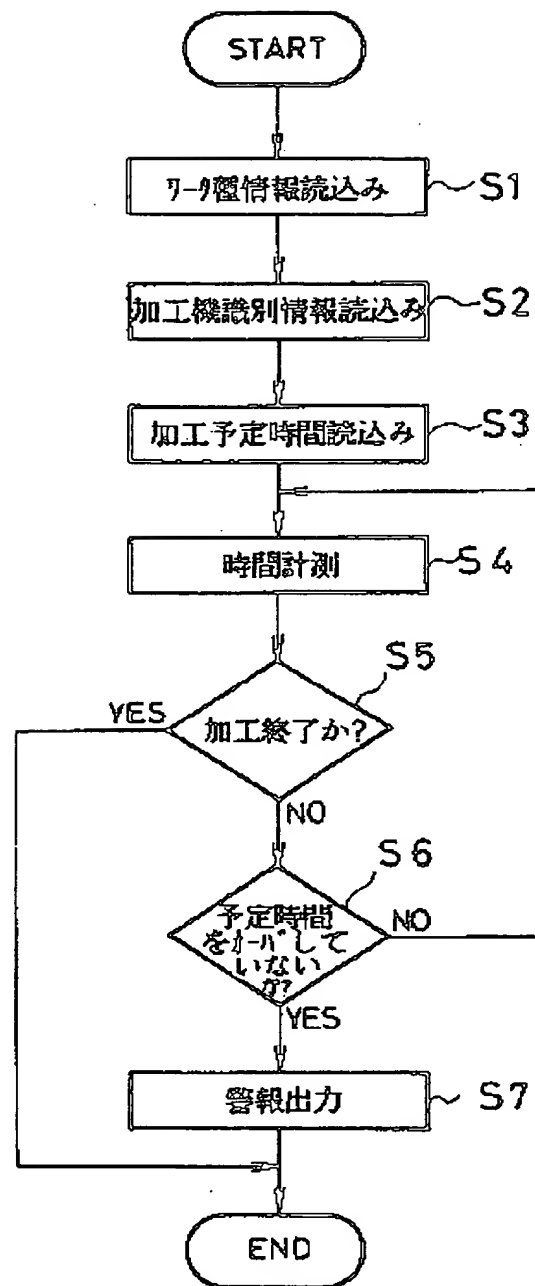 START
ワーク種情報読込み
S1
加工機識別情報読込み
S2
加工予定時間読込み
S3
時間計測
S4
S5
YES
加工終了か?
NO
S6
予定時間
をオーバして
いない
か?
NO
YES
警報出力
S7
END